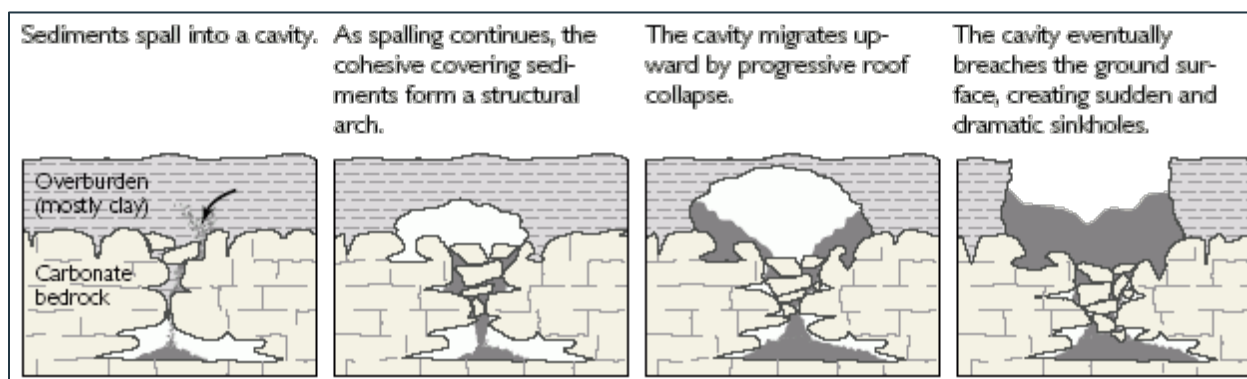 Sediments spall into a cavity.
As spalling continues, the
cohesive covering sedi-
ments form a structural
arch.
The cavity migrates up-
ward by progressive roof
collapse.
The cavity eventually
breaches the ground sur-
face, creating sudden and
dramatic sinkholes.
Overburden
(mostly clay)
Carbonate
bedrock